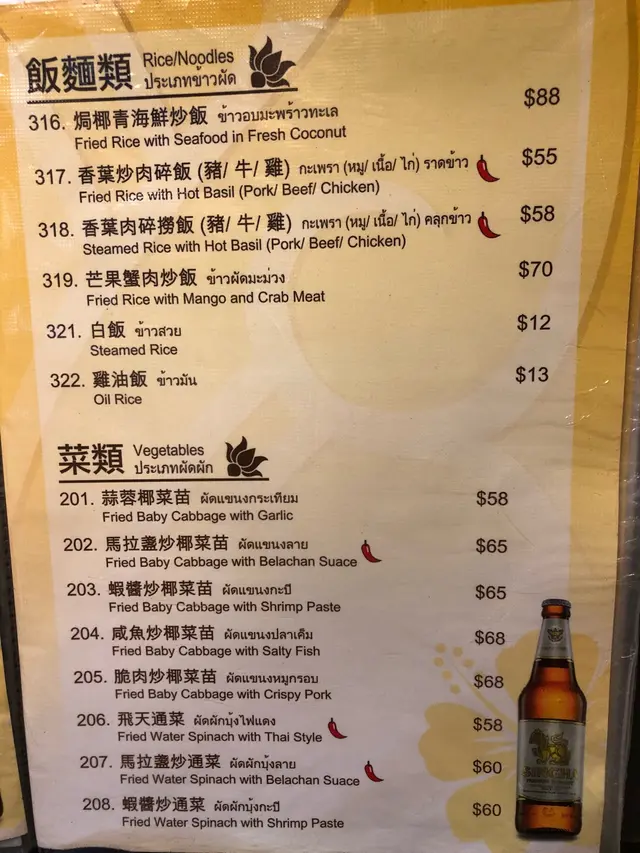 飯麵類 Rice/Noodles
ประเภทข้าวผัด
316. 焗椰青海鮮炒飯 ข้าวอบมะพร้าวทะเล $88
Fried Rice with Seafood in Fresh Coconut
317. 香葉炒肉碎飯 (豬/ 牛/ 雞) กะเพรา (หมู/ เนื้อ/ ไก่) ราดข้าว $55
Fried Rice with Hot Basil (Pork/ Beef/ Chicken)
318. 香葉肉碎撈飯 (豬/ 牛/ 雞) กะเพรา (หมู/ เนื้อ/ ไก่) คลุกข้าว $58
Steamed Rice with Hot Basil (Pork/ Beef/ Chicken)
319. 芒果蟹肉炒飯 ข้าวผัดมะม่วง $70
Fried Rice with Mango and Crab Meat
321. 白飯 ข้าวสวย $12
Steamed Rice
322. 雞油飯 ข้าวมัน $13
Oil Rice
菜類 Vegetables
ประเภทผัดผัก
201. 蒜蓉椰菜苗 ผัดแขนงกระเทียม $58
Fried Baby Cabbage with Garlic
202. 馬拉盞炒椰菜苗 ผัดแขนงลาย $65
Fried Baby Cabbage with Belachan Suace
203. 蝦醬炒椰菜苗 ผัดแขนงกะปิ $65
Fried Baby Cabbage with Shrimp Paste
204. 咸魚炒椰菜苗 ผัดแขนงปลาเค็ม $68
Fried Baby Cabbage with Salty Fish
205. 脆肉炒椰菜苗 ผัดแขนงหมูกรอบ $68
Fried Baby Cabbage with Crispy Pork
206. 飛天通菜 ผัดผักบุ้งไฟแดง $58
Fried Water Spinach with Thai Style
207. 馬拉盞炒通菜 ผัดผักบุ้งลาย $60
Fried Water Spinach with Belachan Suace
208. 蝦醬炒通菜 ผัดผักบุ้งกะปิ $60
Fried Water Spinach with Shrimp Paste